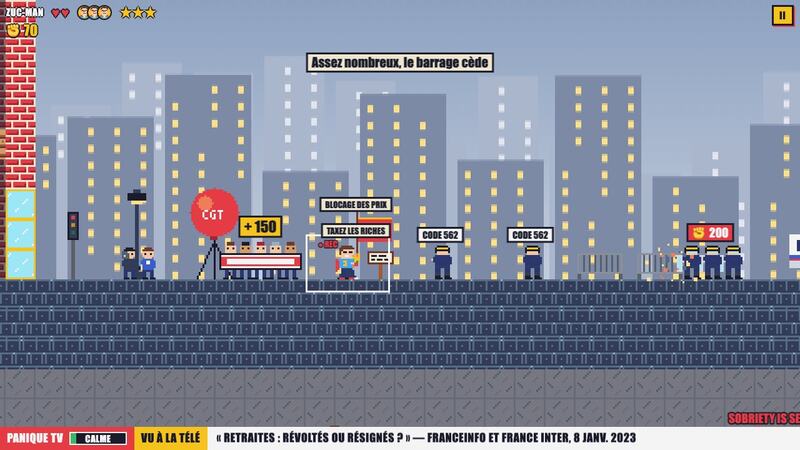 ZUC-MAN
70
Assez nombreux, le barrage cède
BLOCAGE DES PRIX
TAXEZ LES RICHES
CGT
+ 150
REC
CODE 562
CODE 562
200
SOBRIETY IS SE
PANIQUE TV
CALME
VU À LA TÉLÉ
« RETRAITES : RÉVOLTÉS OU RÉSIGNÉS ? » — FRANCEINFO ET FRANCE INTER, 8 JANV. 2023